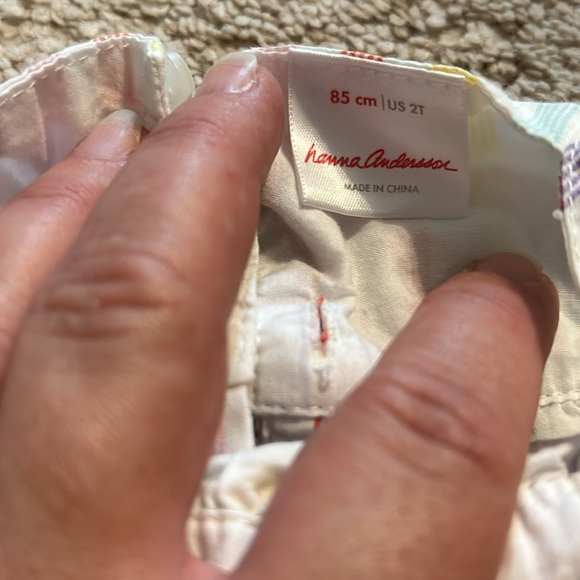 85 cm | US 2T
hanna Andersson
MADE IN CHINA